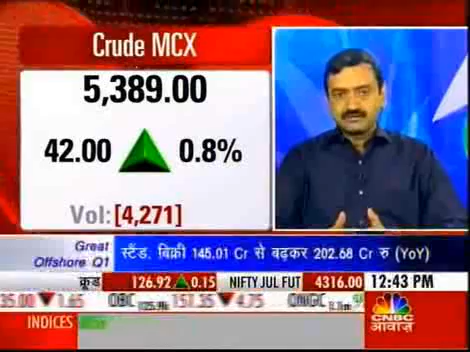 Crude MCX
5,389.00
42.00 0.8%
Vol:[4,271]
Great
Offshore Q1
स्टैंड. बिक्री 145.01 Cr से बढ़कर 202.68 Cr रु (YoY)
क्रूड 126.92 0.15 NIFTY JUL FUT 4316.00 12:43 PM
35.00 1.65 OBC 151.35 4.75 ONGC
CNBC
आवाज़
INDICES